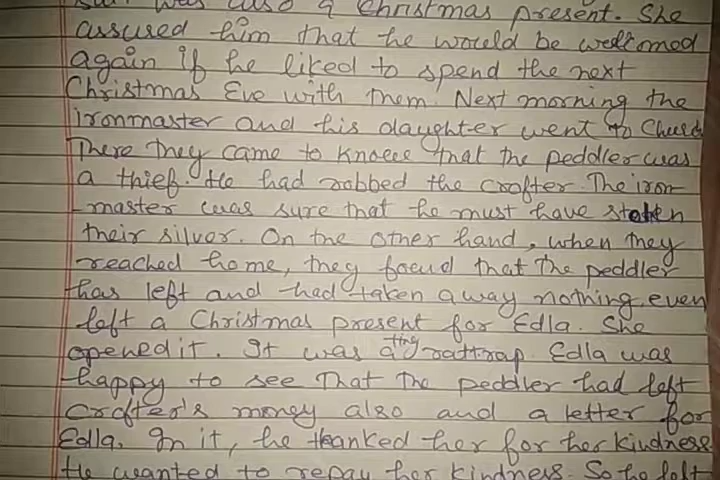 suit was also a Christmas present. She
assured him that he would be welcomed
again if he liked to spend the next
Christmas Eve with them. Next morning the
ironmaster and his daughter went to Church
There they came to know that the peddler was
a thief. He had robbed the crofter. The iron-
-master was sure that he must have stolen
their silver. On the other hand, when they
reached home, they found that the peddler
has left and had taken away nothing even
left a Christmas present for Edla. She
opened it. It was a ting rattrap. Edla was
happy to see that the peddler had left
Crofter's money also and a letter for
Edla. In it, he thanked her for her kindness.
He wanted to repay her kindness. So he left